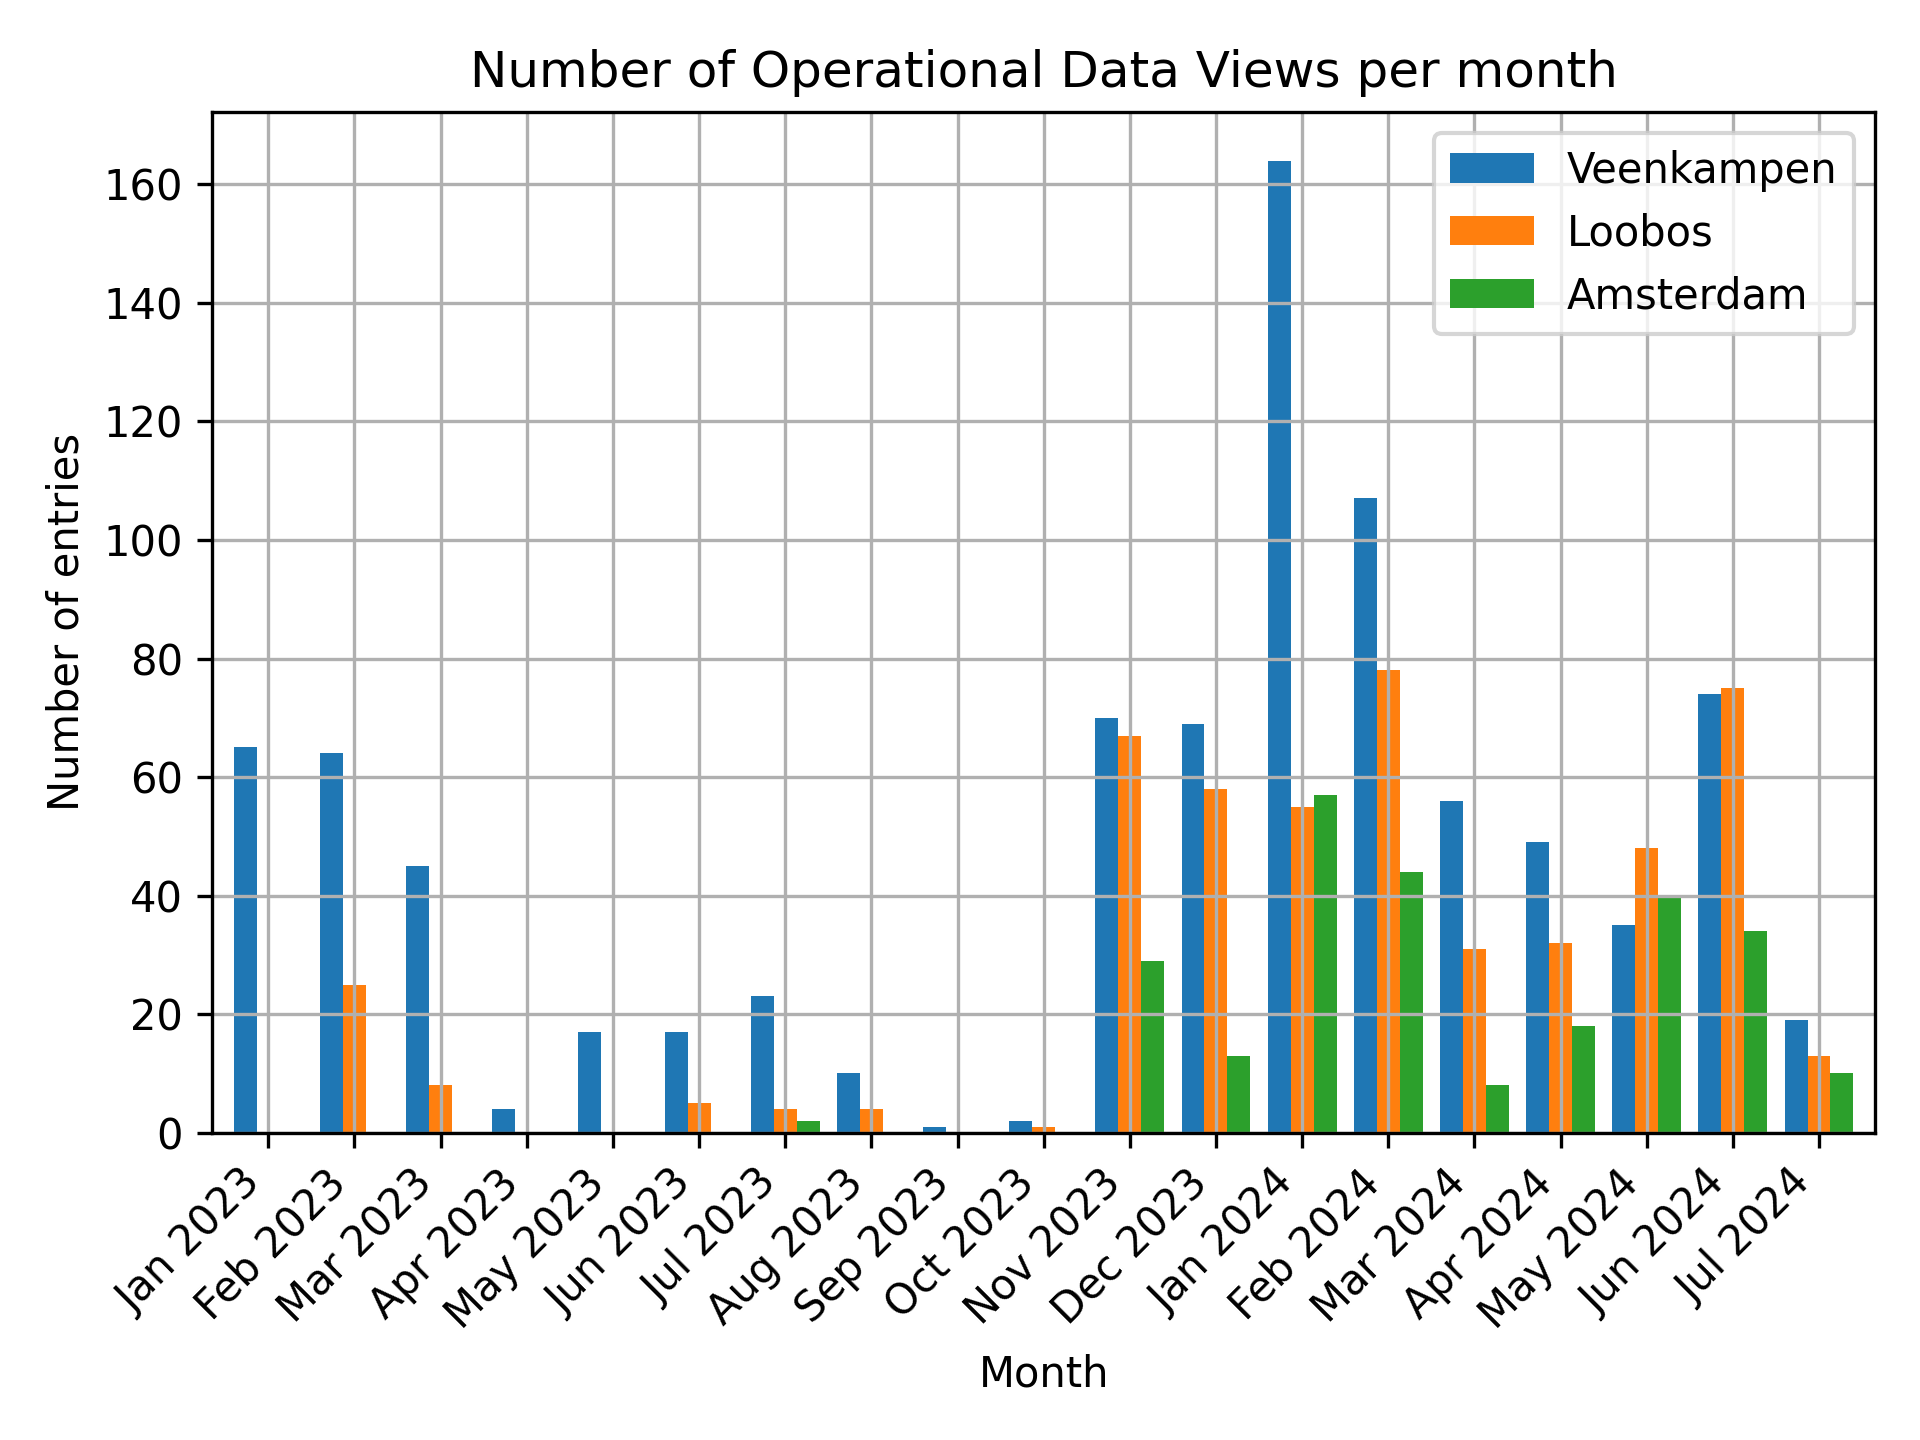 Number of Operational Data Views per month
Veenkampen
Loobos
Amsterdam
Number of entries
160
140
120
100
80
60
40
20
0
Jan 2023
Feb 2023
Mar 2023
Apr 2023
May 2023
Jun 2023
Jul 2023
Aug 2023
Sep 2023
Oct 2023
Nov 2023
Dec 2023
Jan 2024
Feb 2024
Mar 2024
Apr 2024
May 2024
Jun 2024
Jul 2024
Month